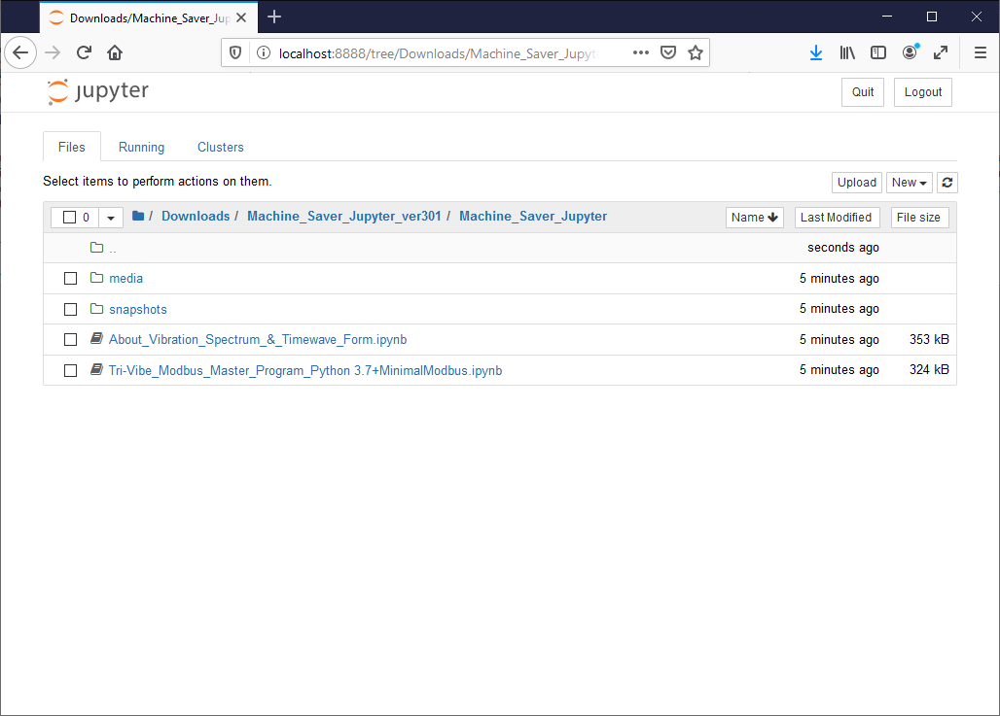 Downloads/Machine_Saver_Jup
localhost:8888/tree/Downloads/Machine_Saver_Jupyt
jupyter
Quit Logout
Files Running Clusters
Select items to perform actions on them.
Upload New
0 / Downloads / Machine_Saver_Jupyter_ver301 / Machine_Saver_Jupyter Name Last Modified File size
.. seconds ago
media 5 minutes ago
snapshots 5 minutes ago
About_Vibration_Spectrum_&_Timewave_Form.ipynb 5 minutes ago 353 kB
Tri-Vibe_Modbus_Master_Program_Python 3.7+MinimalModbus.ipynb 5 minutes ago 324 kB